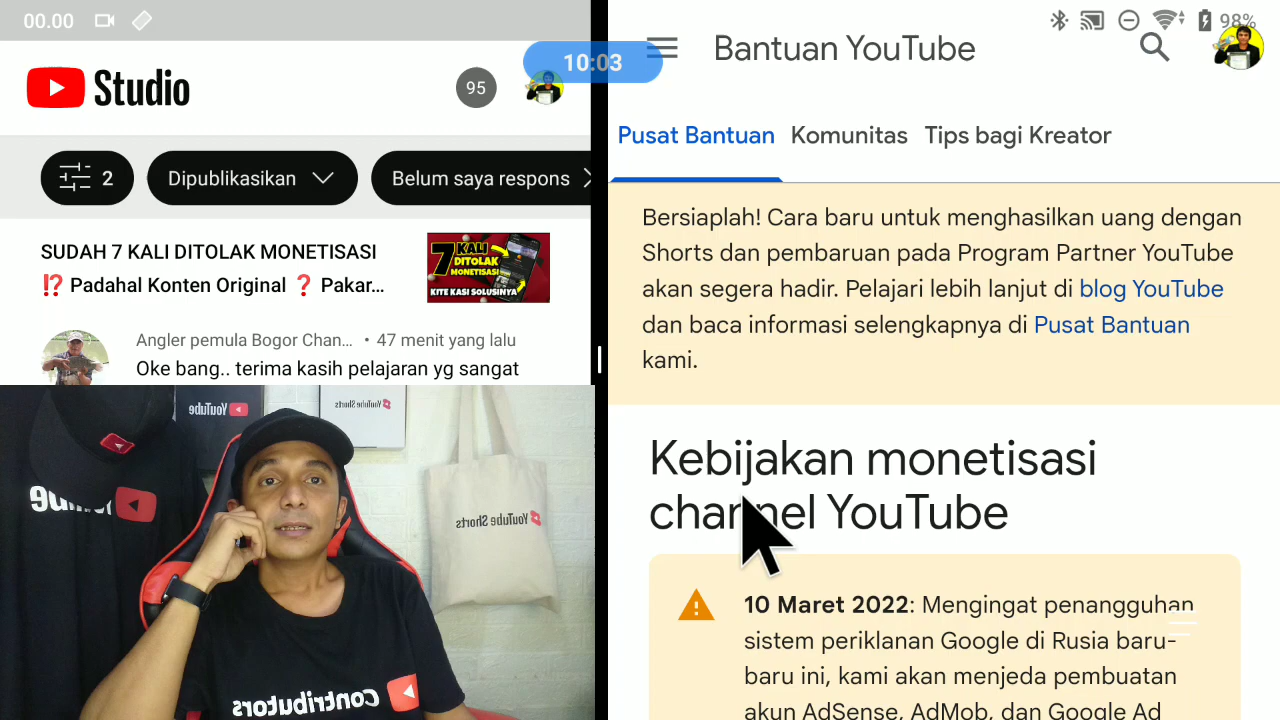 00.00
98%
10:03
Studio
95
2
Dipublikasikan
Belum saya respons
SUDAH 7 KALI DITOLAK MONETISASI
⁉️ Padahal Konten Original ❓ Pakar...
7 KALI
DITOLAK
MONETISASI
KITE KASI SOLUSINYA
Angler pemula Bogor Chan... • 47 menit yang lalu
Oke bang.. terima kasih pelajaran yg sangat
YouTube
YouTube Shorts
YouTube Shorts
Contributors
Bantuan YouTube
Pusat Bantuan
Komunitas
Tips bagi Kreator
Bersiaplah! Cara baru untuk menghasilkan uang dengan
Shorts dan pembaruan pada Program Partner YouTube
akan segera hadir. Pelajari lebih lanjut di blog YouTube
dan baca informasi selengkapnya di Pusat Bantuan
kami.
Kebijakan monetisasi
channel YouTube
10 Maret 2022: Mengingat penangguhan
sistem periklanan Google di Rusia baru-
baru ini, kami akan menjeda pembuatan
akun AdSense, AdMob, dan Google Ad